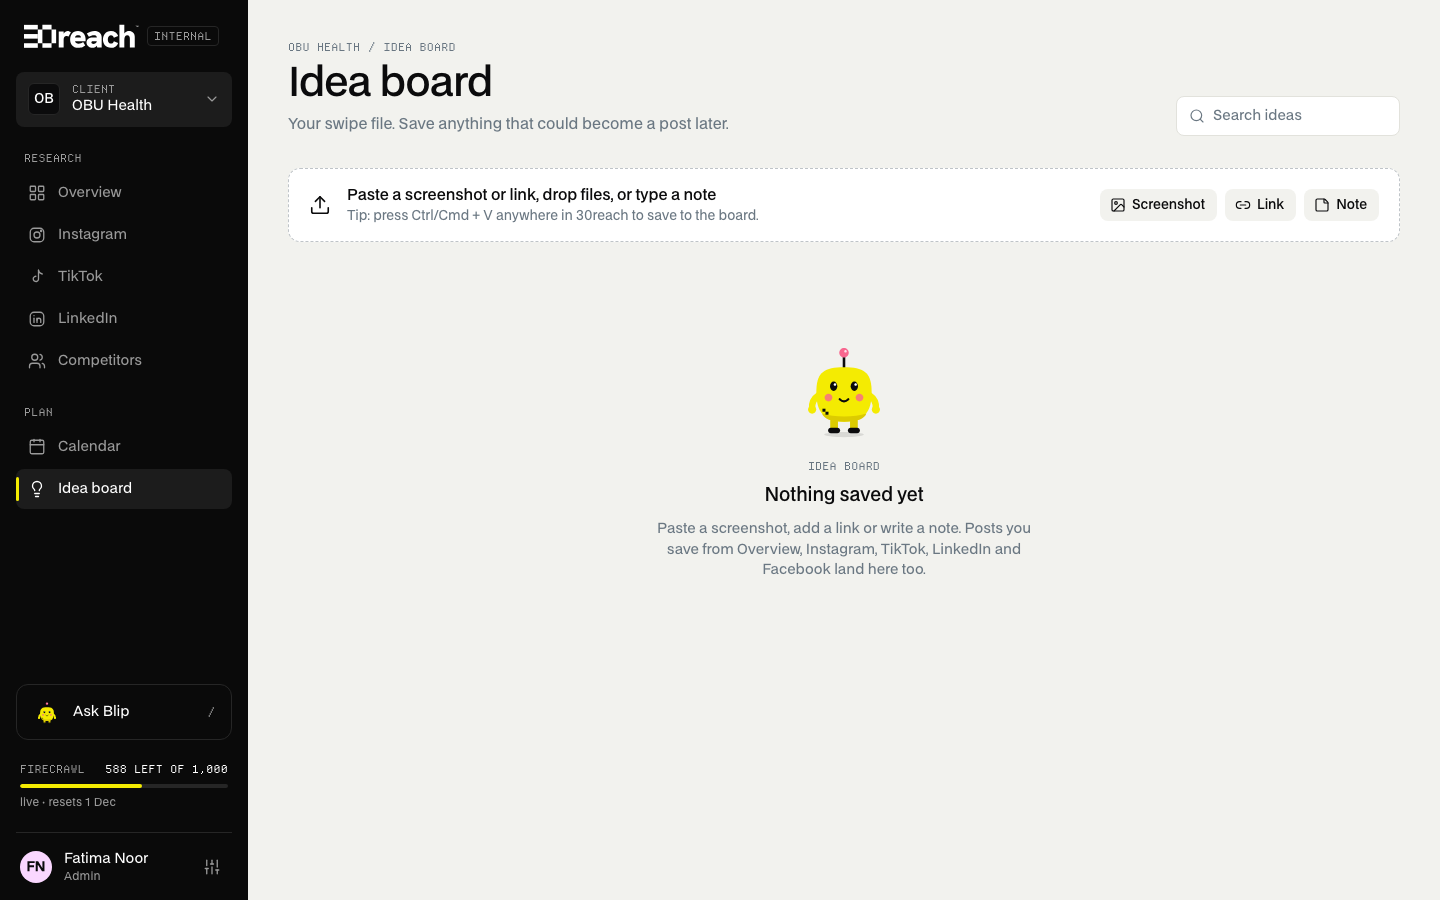 30reach INTERNAL
OB
CLIENT
OBU Health
RESEARCH
Overview
Instagram
TikTok
LinkedIn
Competitors
PLAN
Calendar
Idea board
Ask Blip /
FIRECRAWL 588 LEFT OF 1,000
live · resets 1 Dec
FN
Fatima Noor
Admin
OBU HEALTH / IDEA BOARD
Idea board
Your swipe file. Save anything that could become a post later.
Search ideas
Paste a screenshot or link, drop files, or type a note
Tip: press Ctrl/Cmd + V anywhere in 30reach to save to the board.
Screenshot
Link
Note
IDEA BOARD
Nothing saved yet
Paste a screenshot, add a link or write a note. Posts you
save from Overview, Instagram, TikTok, LinkedIn and
Facebook land here too.